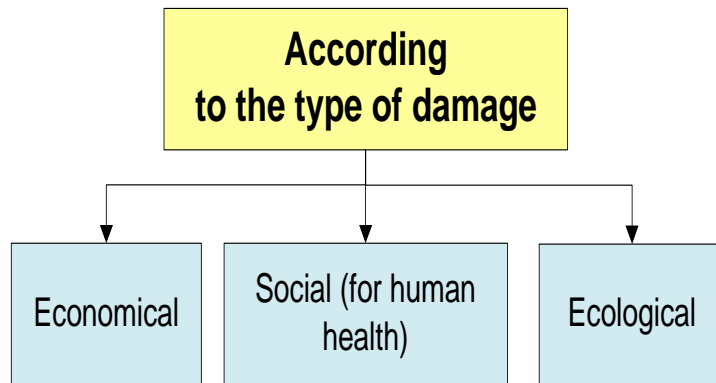 According
to the type of damage
Economical
Social (for human
health)
Ecological